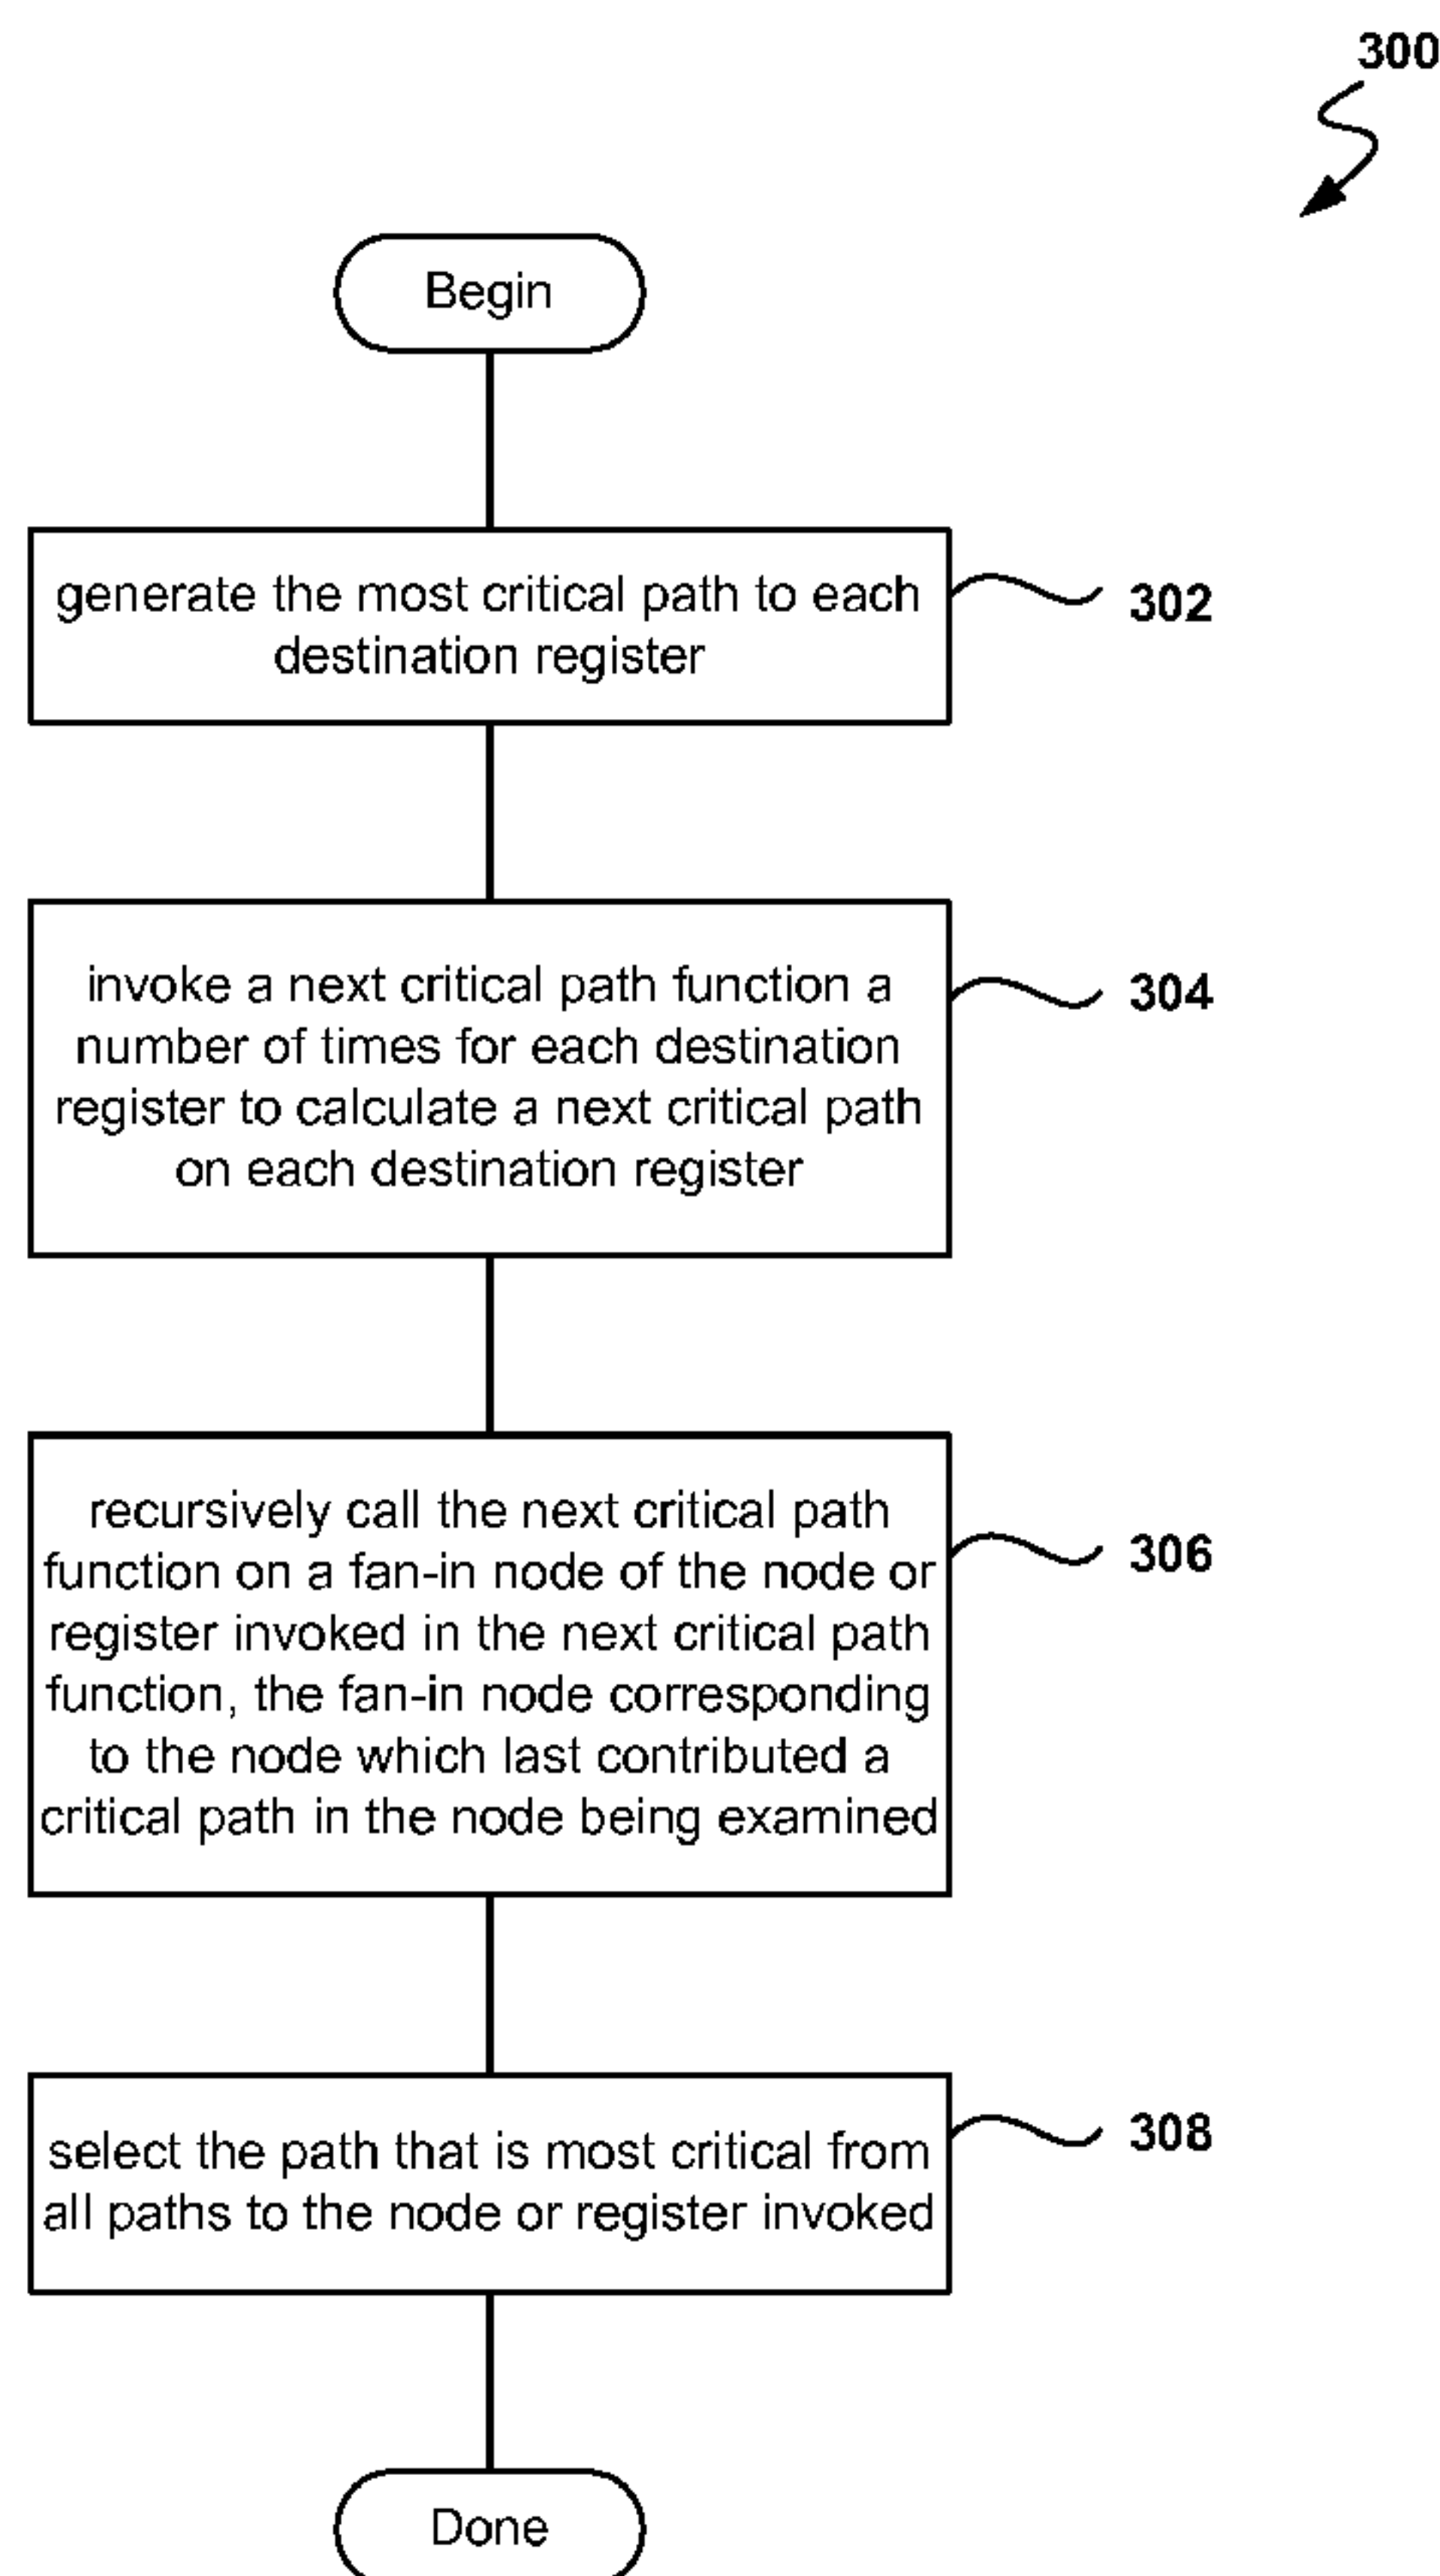 300
Begin
generate the most critical path to each
destination register
302
invoke a next critical path function a
number of times for each destination
register to calculate a next critical path
on each destination register
304
recursively call the next critical path
function on a fan-in node of the node or
register invoked in the next critical path
function, the fan-in node corresponding
to the node which last contributed a
critical path in the node being examined
306
select the path that is most critical from
all paths to the node or register invoked
308
Done